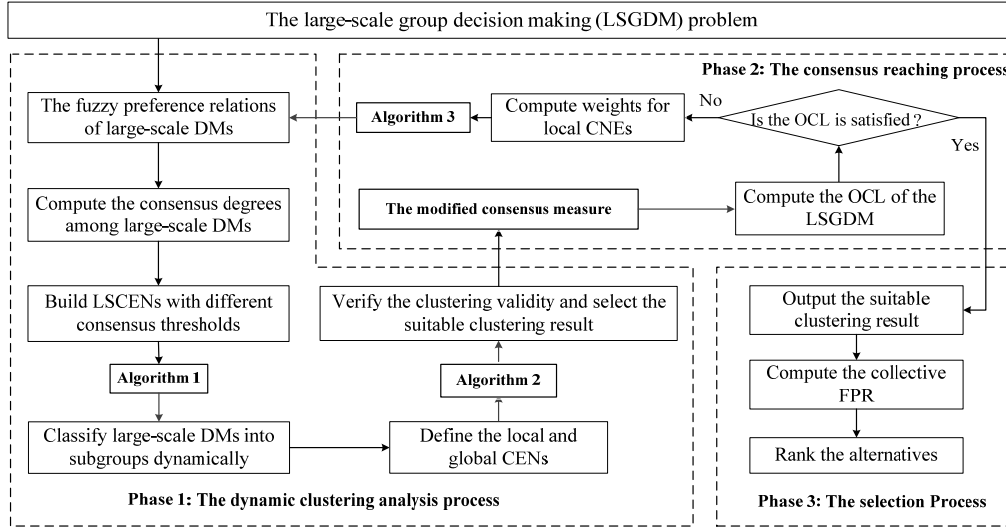 The large-scale group decision making (LSGDM) problem
Phase 2: The consensus reaching process
The fuzzy preference relations
of large-scale DMs
Algorithm 3
Compute weights for
local CNEs
No
Is the OCL is satisfied ?
Yes
Compute the consensus degrees
among large-scale DMs
The modified consensus measure
Compute the OCL of the
LSGDM
Build LSCENs with different
consensus thresholds
Verify the clustering validity and select the
suitable clustering result
Output the suitable
clustering result
Algorithm 1
Algorithm 2
Compute the collective
FPR
Classify large-scale DMs into
subgroups dynamically
Define the local and
global CENs
Rank the alternatives
Phase 1: The dynamic clustering analysis process
Phase 3: The selection Process